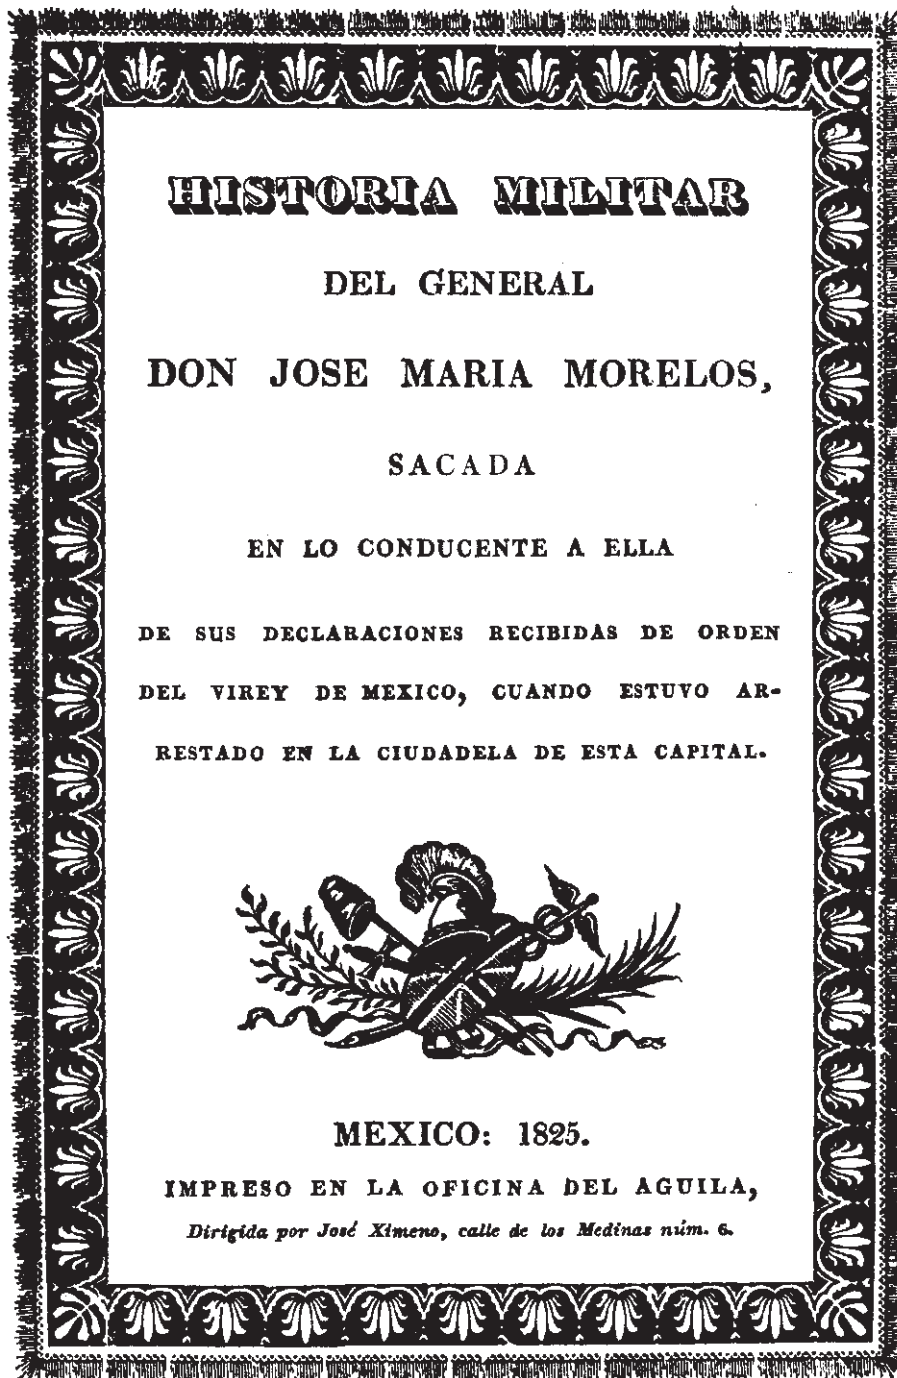 HISTORIA MILITAR
DEL GENERAL
DON JOSE MARIA MORELOS,
SACADA
EN LO CONDUCENTE A ELLA
DE SUS DECLARACIONES RECIBIDAS DE ORDEN
DEL VIREY DE MEXICO, CUANDO ESTUVO AR-
RESTADO EN LA CIUDADELA DE ESTA CAPITAL.
MEXICO: 1825.
IMPRESO EN LA OFICINA DEL AGUILA,
Dirigida por José Ximeno, calle de los Medinas núm. 6.